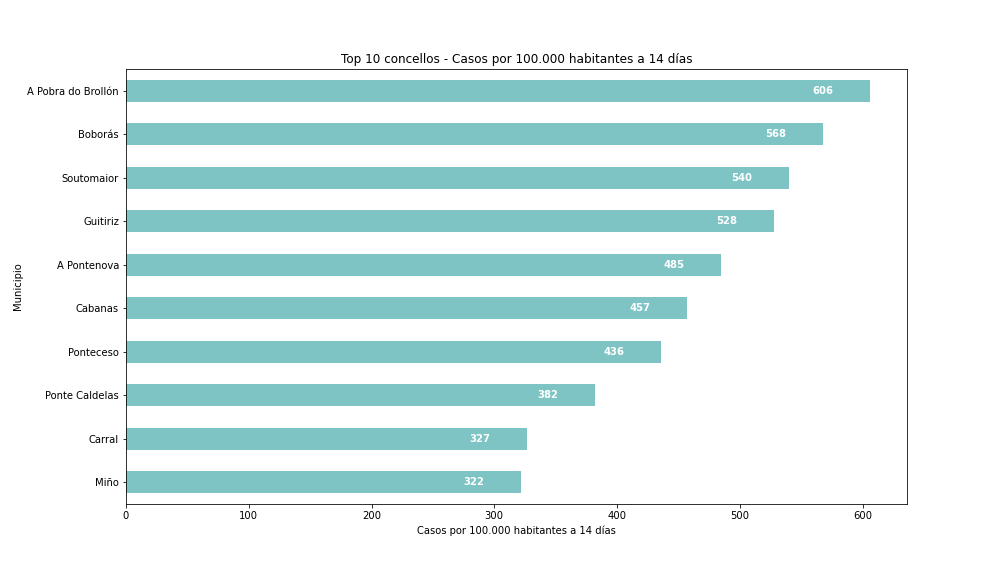 Top 10 concellos - Casos por 100.000 habitantes a 14 días
A Pobra do Brollón 606
Boborás 568
Soutomaior 540
Guitiriz 528
A Pontenova 485
Cabanas 457
Ponteceso 436
Ponte Caldelas 382
Carral 327
Miño 322
Municipio
0 100 200 300 400 500 600
Casos por 100.000 habitantes a 14 días